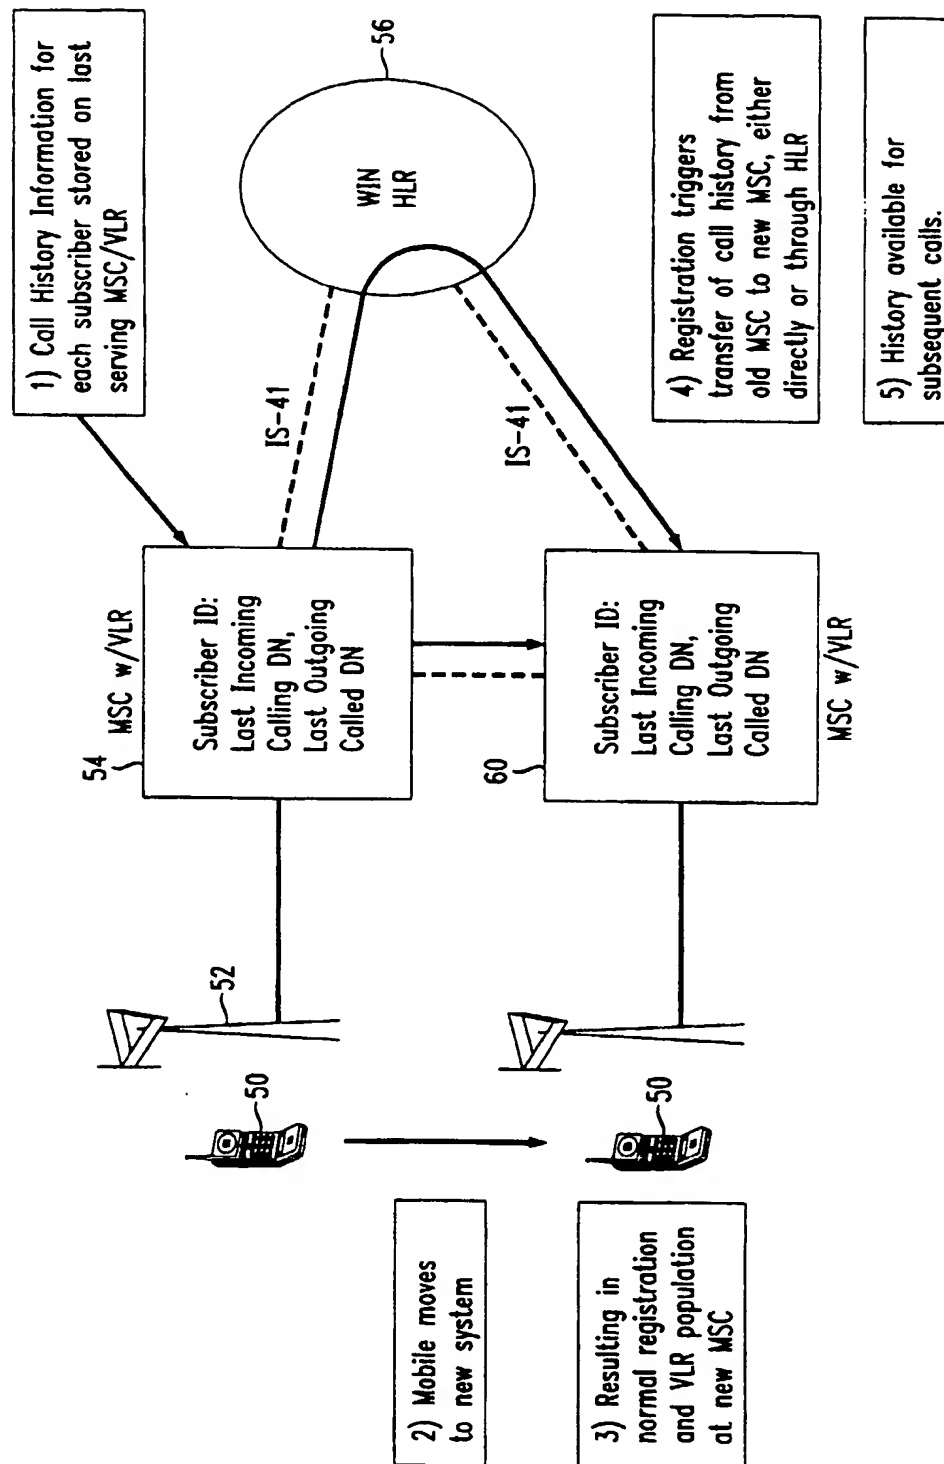 1) Call History Information for
each subscriber stored on last
serving MSC/VLR
56
WIN
HLR
IS-41
IS-41
4) Registration triggers
transfer of call history from
old MSC to new MSC, either
directly or through HLR
5) History available for
subsequent calls.
MSC w/VLR
54
Subscriber ID:
Last Incoming
Calling DN,
Last Outgoing
Called DN
60
Subscriber ID:
Last Incoming
Calling DN,
Last Outgoing
Called DN
MSC w/VLR
52
50
50
2) Mobile moves
to new system
3) Resulting in
normal registration
and VLR population
at new MSC